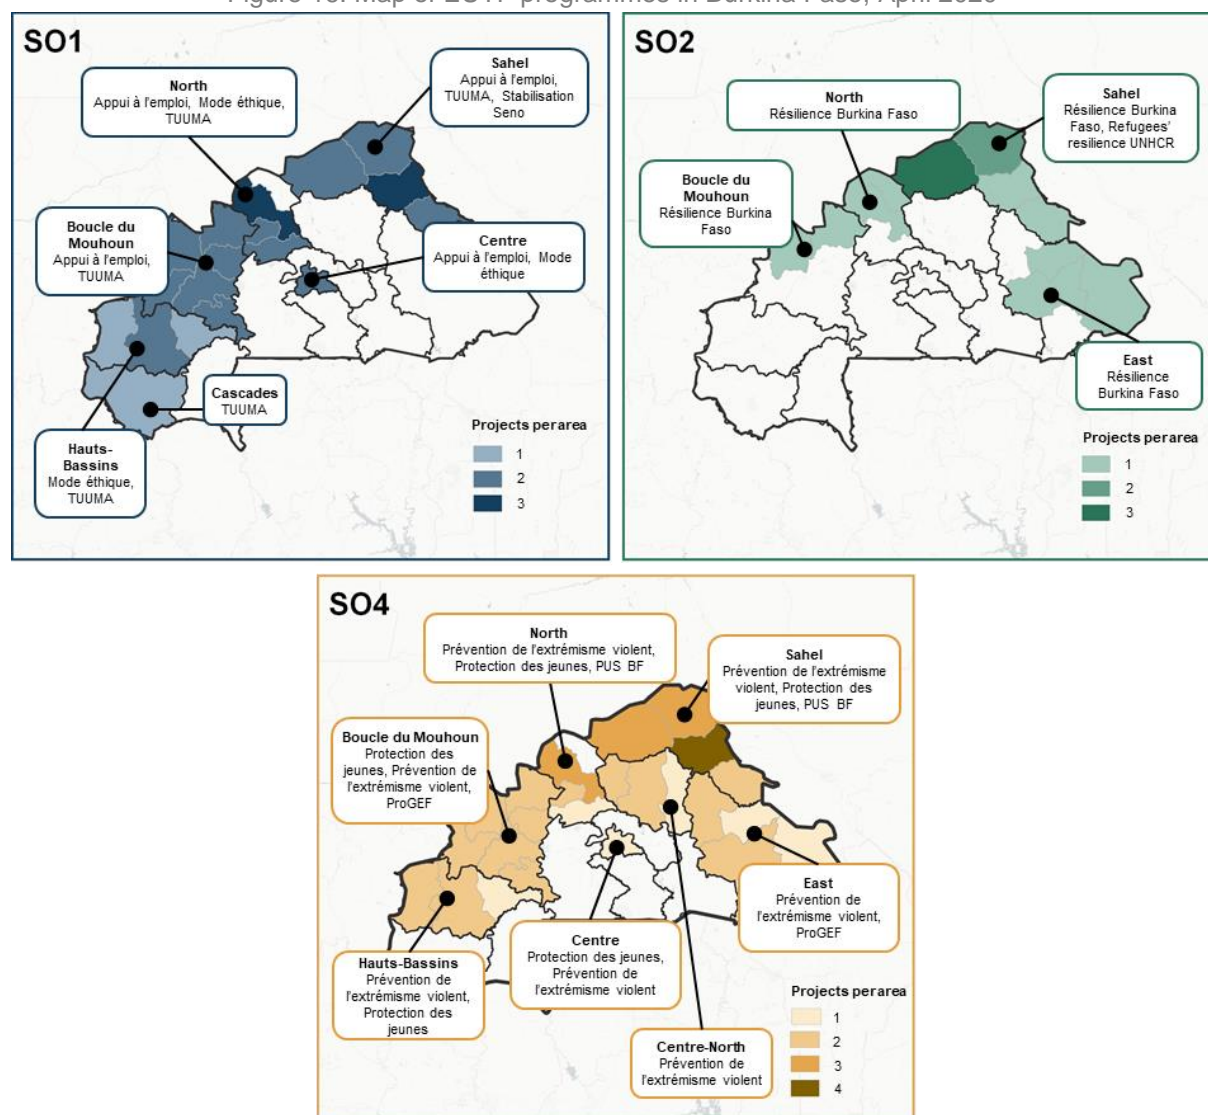 SO1
North
Appui à l'emploi, Mode éthique,
TUUMA
Sahel
Appui à l'emploi,
TUUMA, Stabilisation
Seno
Boucle du
Mouhoun
Appui à l'emploi,
TUUMA
Centre
Appui à l'emploi, Mode
éthique
Cascades
TUUMA
Hauts-
Bassins
Mode éthique,
TUUMA
Projects per area
1
2
3
SO2
North
Résilience Burkina Faso
Sahel
Résilience Burkina
Faso, Refugees'
resilience UNHCR
Boucle du
Mouhoun
Résilience Burkina
Faso
East
Résilience
Burkina Faso
Projects per area
1
2
3
SO4
North
Prévention de l'extrémisme violent,
Protection des jeunes, PUS BF
Sahel
Prévention de l'extrémisme
violent, Protection des
jeunes, PUS BF
Boucle du Mouhoun
Protection des
jeunes, Prévention de
l'extrémisme violent,
ProGEF
East
Prévention de
l'extrémisme violent,
ProGEF
Centre
Protection des jeunes,
Prévention de
l'extrémisme violent
Hauts-Bassins
Prévention de
l'extrémisme violent,
Protection des
jeunes
Centre-North
Prévention de
l'extrémisme violent
Projects per area
1
2
3
4